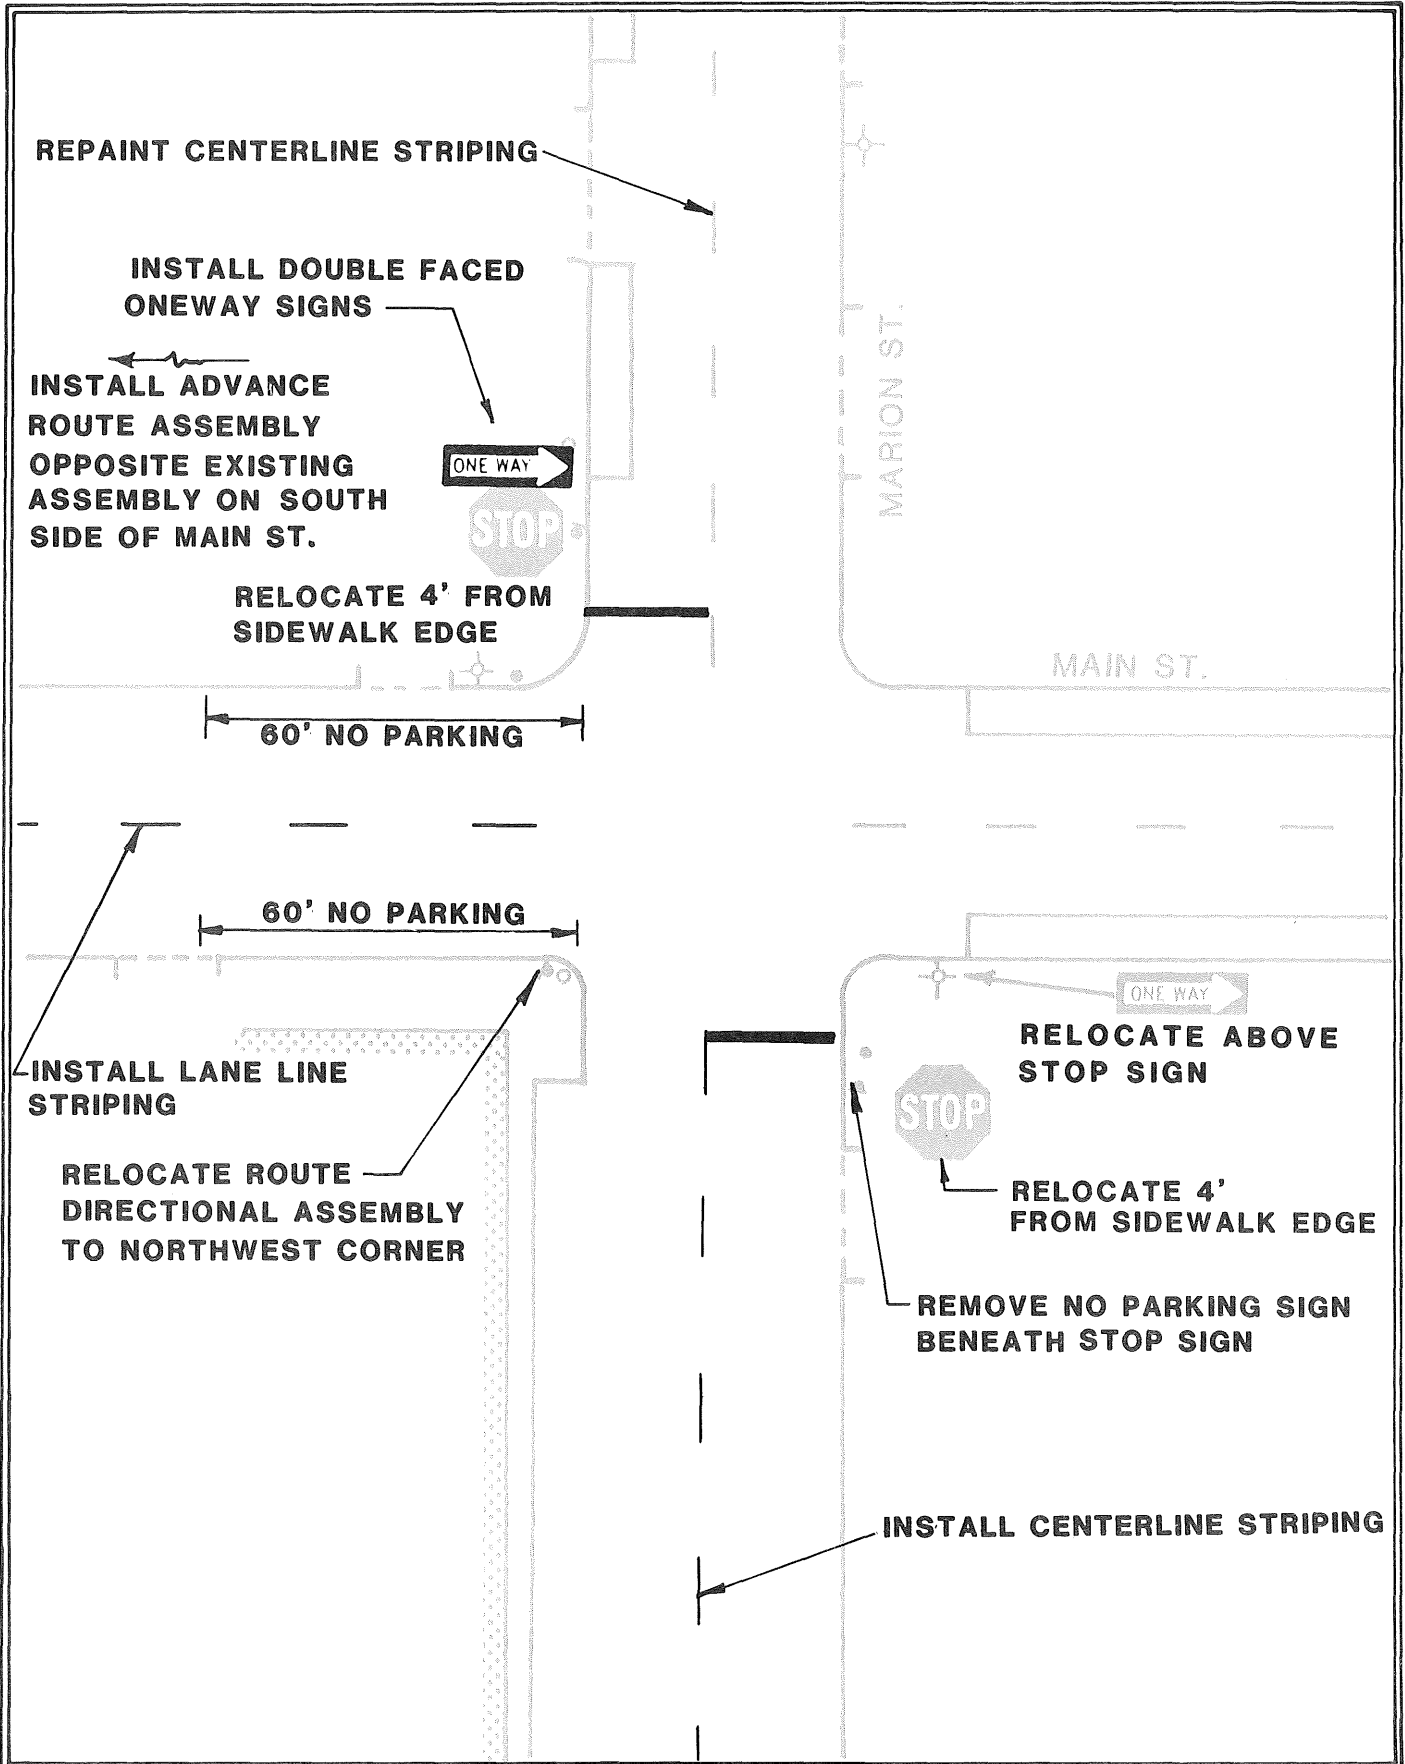 REPAINT CENTERLINE STRIPING
INSTALL DOUBLE FACED
ONEWAY SIGNS
INSTALL ADVANCE
ROUTE ASSEMBLY
OPPOSITE EXISTING
ASSEMBLY ON SOUTH
SIDE OF MAIN ST.
MARION ST.
ONE WAY
STOP
RELOCATE 4' FROM
SIDEWALK EDGE
MAIN ST.
60' NO PARKING
60' NO PARKING
ONE WAY
RELOCATE ABOVE
STOP SIGN
INSTALL LANE LINE
STRIPING
STOP
RELOCATE ROUTE
DIRECTIONAL ASSEMBLY
TO NORTHWEST CORNER
RELOCATE 4'
FROM SIDEWALK EDGE
REMOVE NO PARKING SIGN
BENEATH STOP SIGN
INSTALL CENTERLINE STRIPING